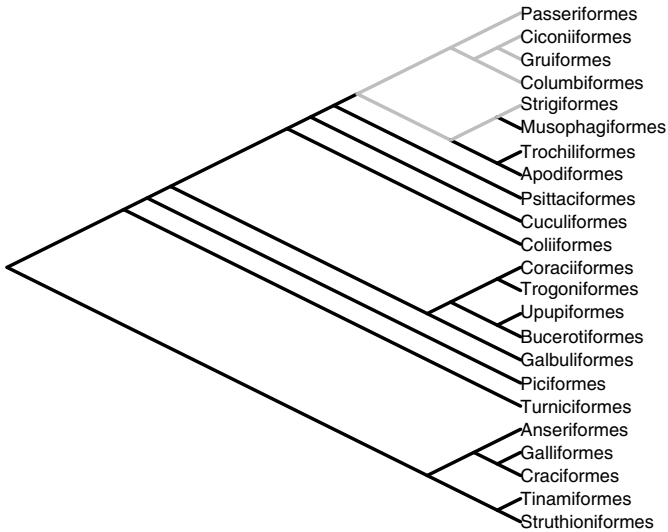 Passeriformes
Ciconiiformes
Gruiformes
Columbiformes
Strigiformes
Musophagiformes
Trochiliformes
Apodiformes
Psittaciformes
Cuculiformes
Coliiformes
Coraciiformes
Trogoniformes
Upupiformes
Bucerotiformes
Galbuliformes
Piciformes
Turniciformes
Anseriformes
Galliformes
Craciformes
Tinamiformes
Struthioniformes